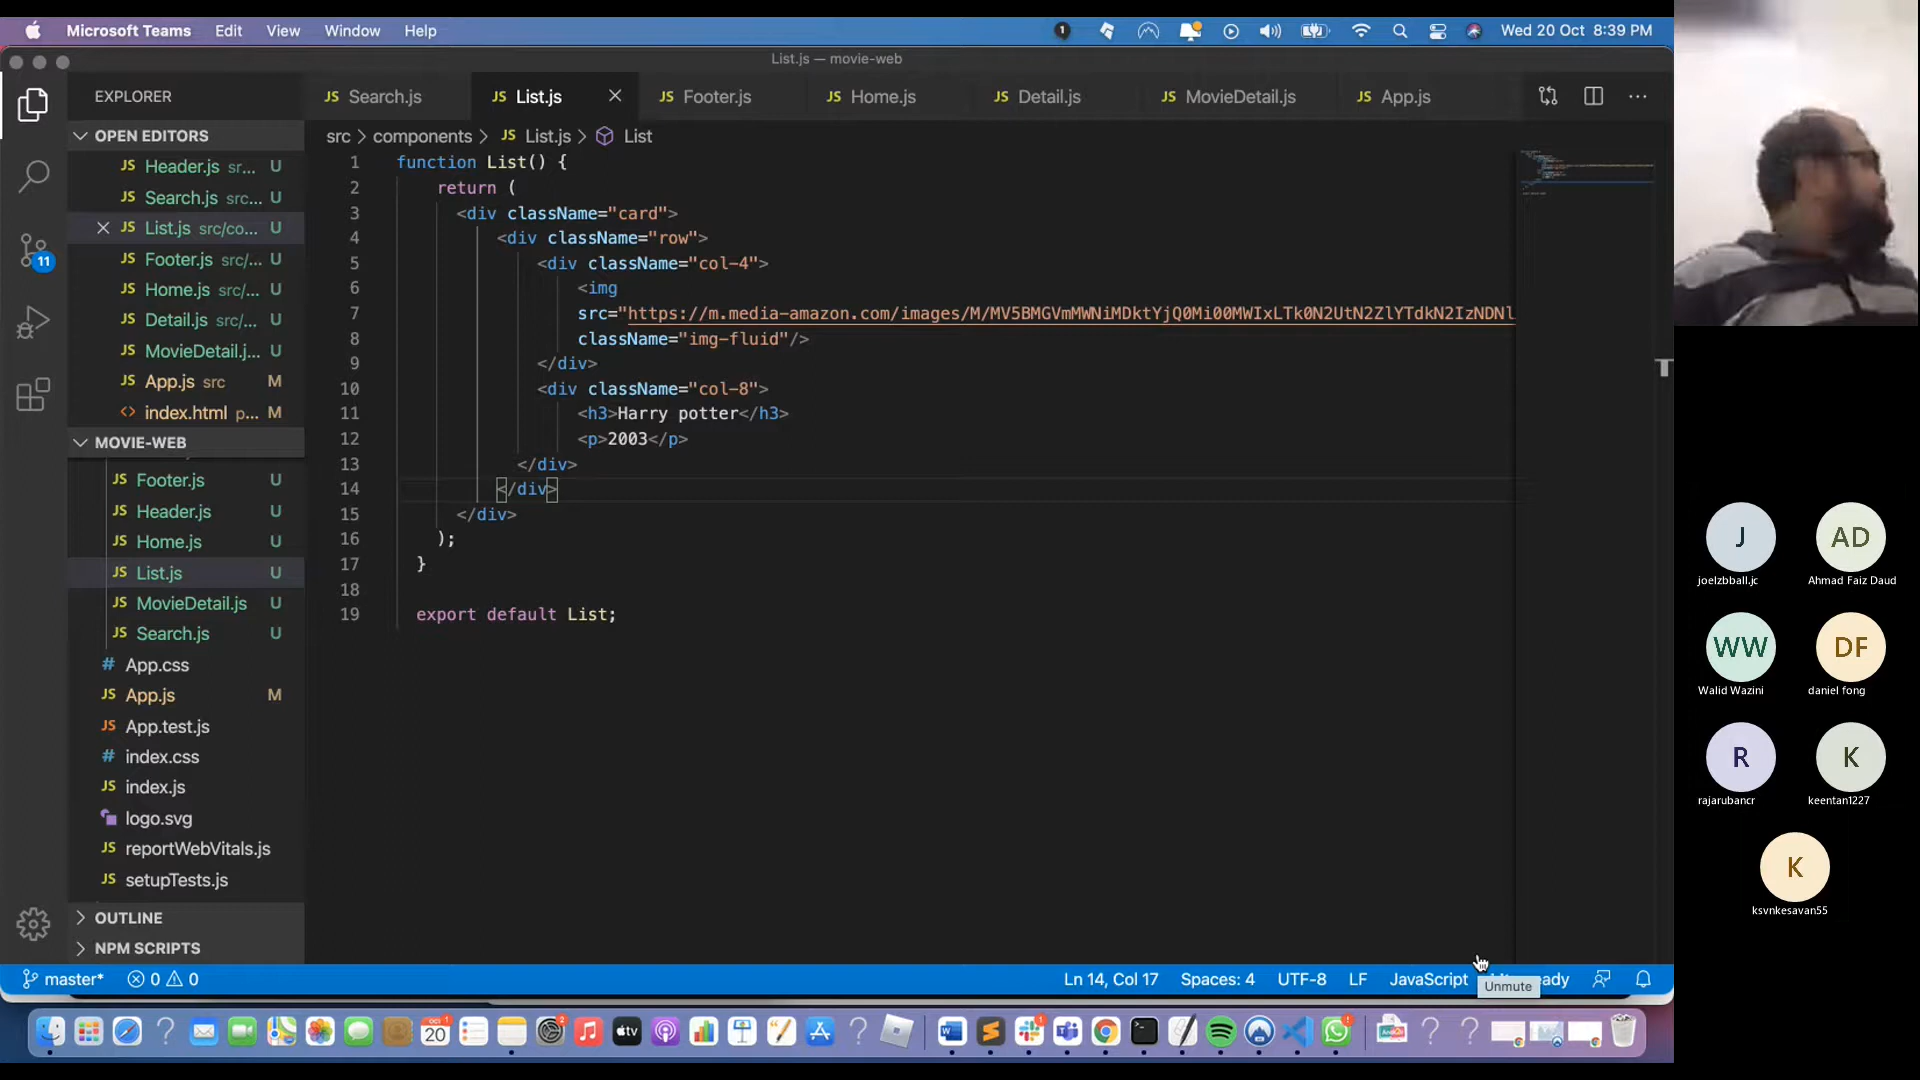 Microsoft Teams Edit View Window Help
1
Wed 20 Oct 8:39 PM
List.js — movie-web
EXPLORER
JS Search.js
JS List.js
JS Footer.js
JS Home.js
JS Detail.js
JS MovieDetail.js
JS App.js
OPEN EDITORS
JS Header.js sr... U
JS Search.js src... U
JS List.js src/co... U
JS Footer.js src/... U
JS Home.js src/... U
JS Detail.js src/... U
JS MovieDetail.j... U
JS App.js src M
<> index.html p... M
11
MOVIE-WEB
JS Footer.js U
JS Header.js U
JS Home.js U
JS List.js U
JS MovieDetail.js U
JS Search.js U
# App.css
JS App.js M
JS App.test.js
# index.css
JS index.js
logo.svg
JS reportWebVitals.js
JS setupTests.js
OUTLINE
NPM SCRIPTS
src > components > JS List.js > List
1 function List() {
2 return (
3 <div className="card">
4 <div className="row">
5 <div className="col-4">
6 <img
7 src="https://m.media-amazon.com/images/M/MV5BMGVmMWNiMDktYjQ0Mi00MWIxLTk0N2UtN2ZlYTdkN2IzNDNl
8 className="img-fluid"/>
9 </div>
10 <div className="col-8">
11 <h3>Harry potter</h3>
12 <p>2003</p>
13 </div>
14 </div>
15 </div>
16 );
17 }
18
19 export default List;
master* 0 0
Ln 14, Col 17 Spaces: 4 UTF-8 LF JavaScript
Unmute
J
joelzbball.jc
AD
Ahmad Faiz Daud
WW
Walid Wazini
DF
daniel fong
R
rajarubancr
K
keentan1227
K
ksvnkesavan55
20
tv